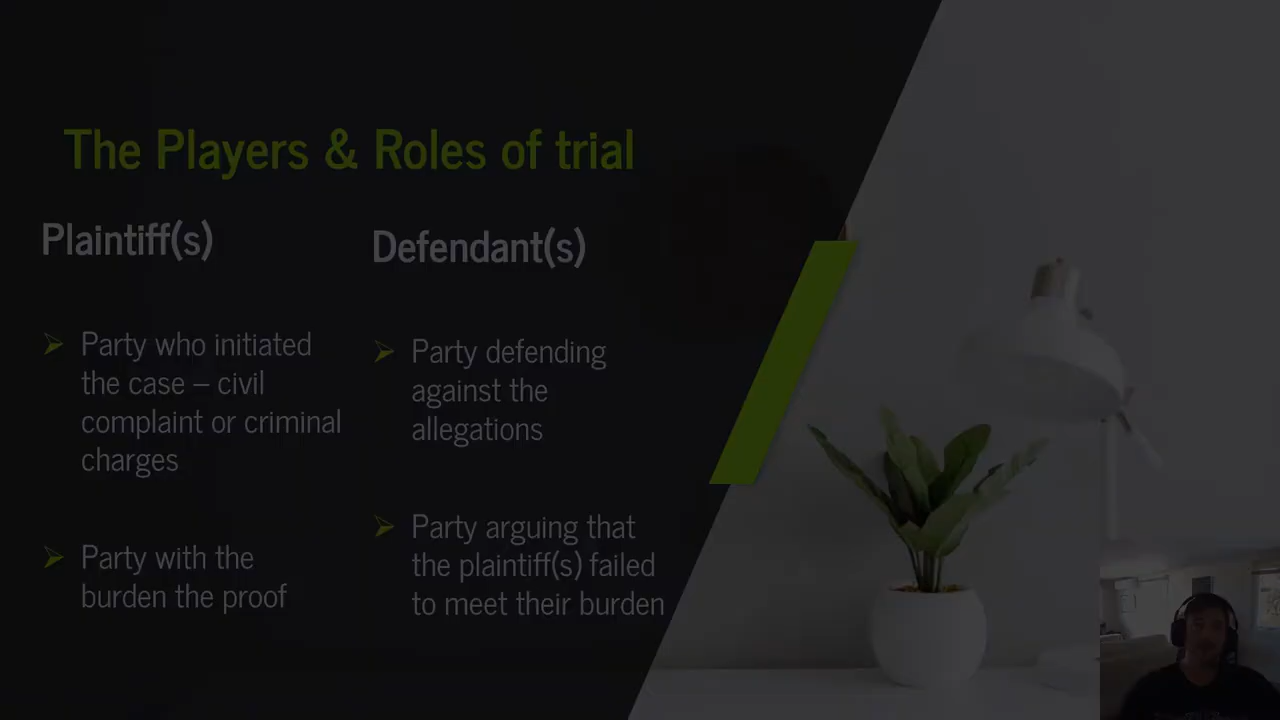 The Players & Roles of trial
Plaintiff(s)
Party who initiated
the case – civil
complaint or criminal
charges
Party with the
burden the proof
Defendant(s)
Party defending
against the
allegations
Party arguing that
the plaintiff(s) failed
to meet their burden